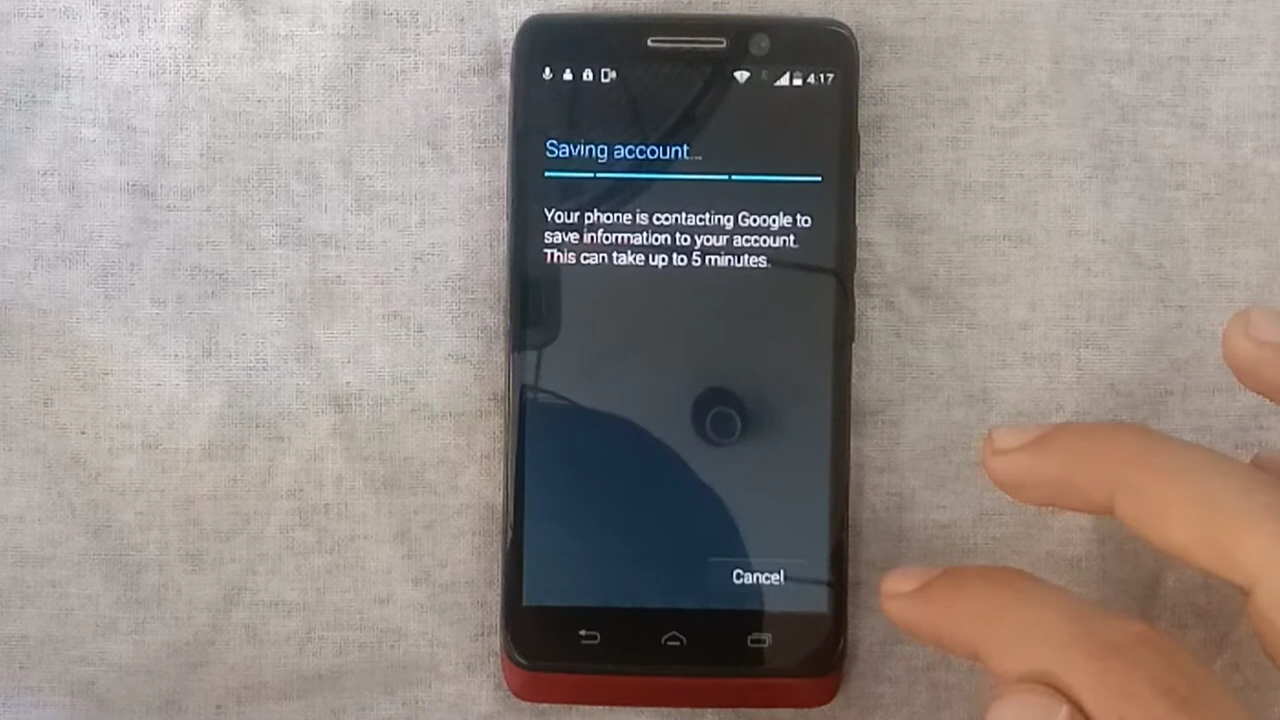 4:17
Saving account...
Your phone is contacting Google to
save information to your account.
This can take up to 5 minutes.
Cancel